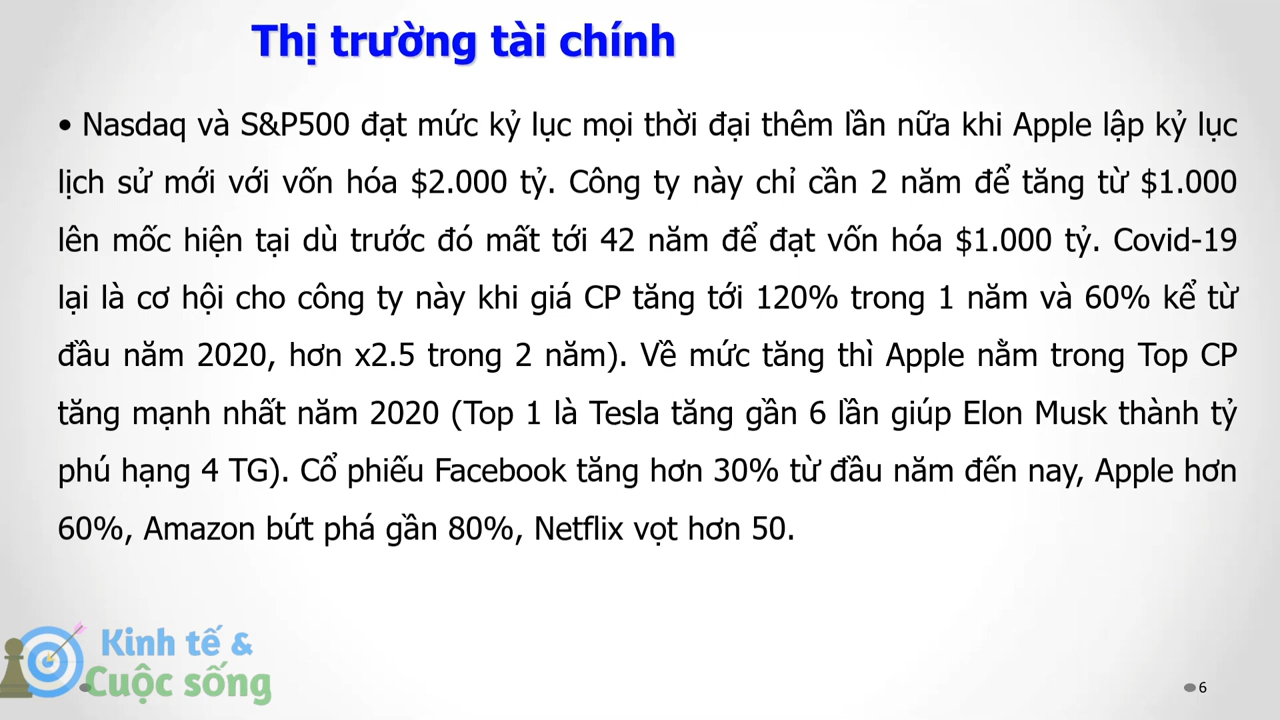 Thị trường tài chính
• Nasdaq và S&P500 đạt mức kỷ lục mọi thời đại thêm lần nữa khi Apple lập kỷ lục
lịch sử mới với vốn hóa $2.000 tỷ. Công ty này chỉ cần 2 năm để tăng từ $1.000
lên mốc hiện tại dù trước đó mất tới 42 năm để đạt vốn hóa $1.000 tỷ. Covid-19
lại là cơ hội cho công ty này khi giá CP tăng tới 120% trong 1 năm và 60% kể từ
đầu năm 2020, hơn x2.5 trong 2 năm). Về mức tăng thì Apple nằm trong Top CP
tăng mạnh nhất năm 2020 (Top 1 là Tesla tăng gần 6 lần giúp Elon Musk thành tỷ
phú hạng 4 TG). Cổ phiếu Facebook tăng hơn 30% từ đầu năm đến nay, Apple hơn
60%, Amazon bứt phá gần 80%, Netflix vọt hơn 50.
Kinh tế &
Cuộc sống
6